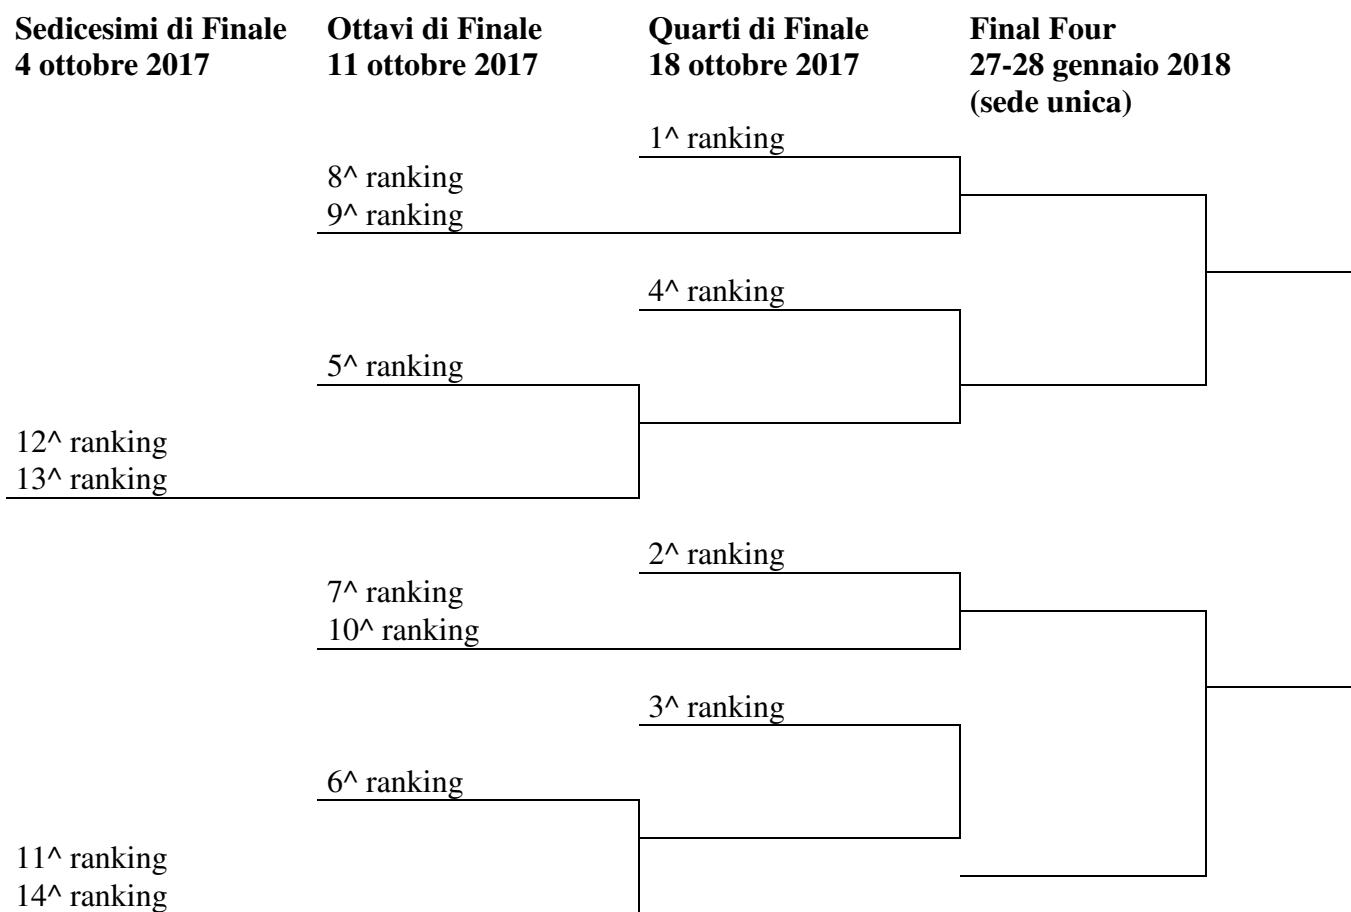 Sedicesimi di Finale
4 ottobre 2017
Ottavi di Finale
11 ottobre 2017
Quarti di Finale
18 ottobre 2017
Final Four
27-28 gennaio 2018
(sede unica)
1^ ranking
8^ ranking
9^ ranking
4^ ranking
5^ ranking
12^ ranking
13^ ranking
2^ ranking
7^ ranking
10^ ranking
3^ ranking
6^ ranking
11^ ranking
14^ ranking